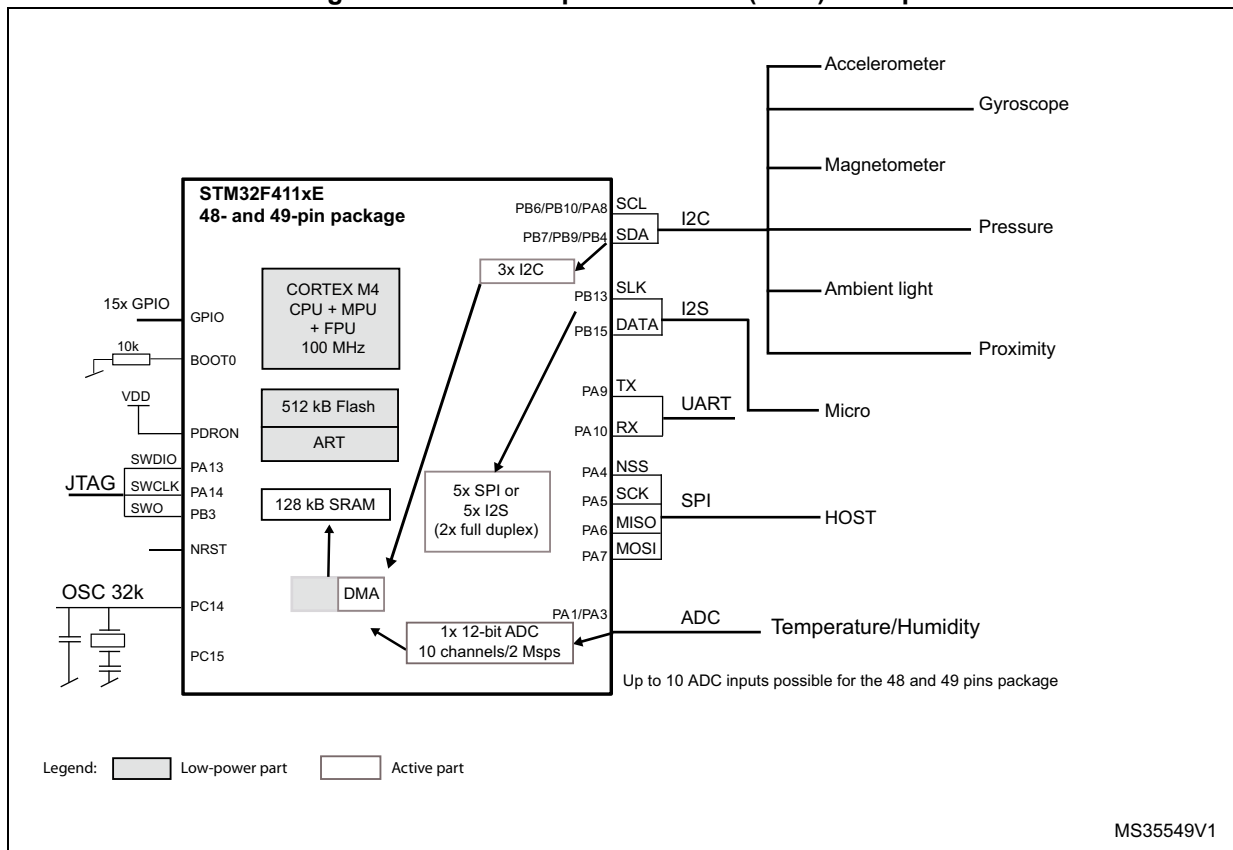 STM32F411xE
48- and 49-pin package
15x GPIO
GPIO
10k
BOOT0
VDD
PDRON
JTAG
SWDIO
PA13
SWCLK
PA14
SWO
PB3
NRST
OSC 32k
PC14
PC15
CORTEX M4
CPU + MPU
+ FPU
100 MHz
512 kB Flash
ART
128 kB SRAM
DMA
3x I2C
5x SPI or
5x I2S
(2x full duplex)
1x 12-bit ADC
10 channels/2 Msps
PB6/PB10/PA8
SCL
PB7/PB9/PB4
SDA
I2C
PB13
SLK
PB15
DATA
I2S
PA9
TX
PA10
RX
UART
PA4
NSS
PA5
SCK
PA6
MISO
PA7
MOSI
SPI
PA1/PA3
ADC
Accelerometer
Gyroscope
Magnetometer
Pressure
Ambient light
Proximity
Micro
HOST
Temperature/Humidity
Up to 10 ADC inputs possible for the 48 and 49 pins package
Legend:
Low-power part
Active part
MS35549V1